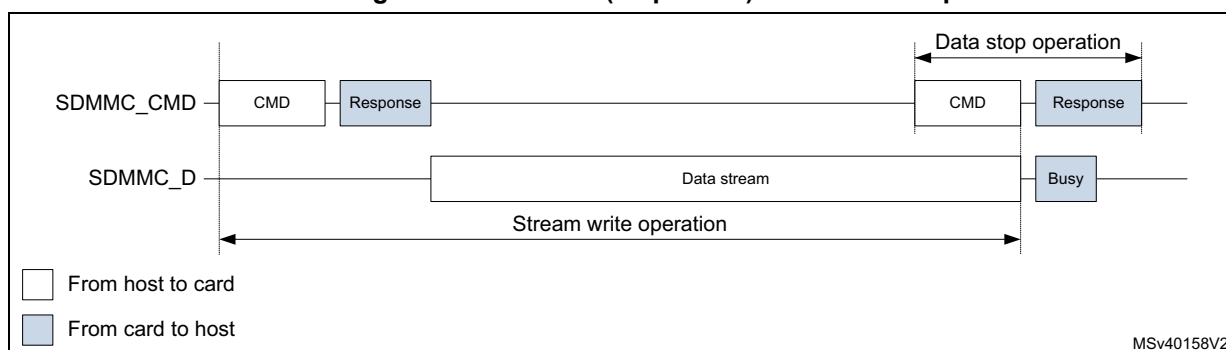 Data stop operation
SDMMC_CMD
CMD
Response
CMD
Response
SDMMC_D
Data stream
Busy
Stream write operation
From host to card
From card to host
MSv40158V2